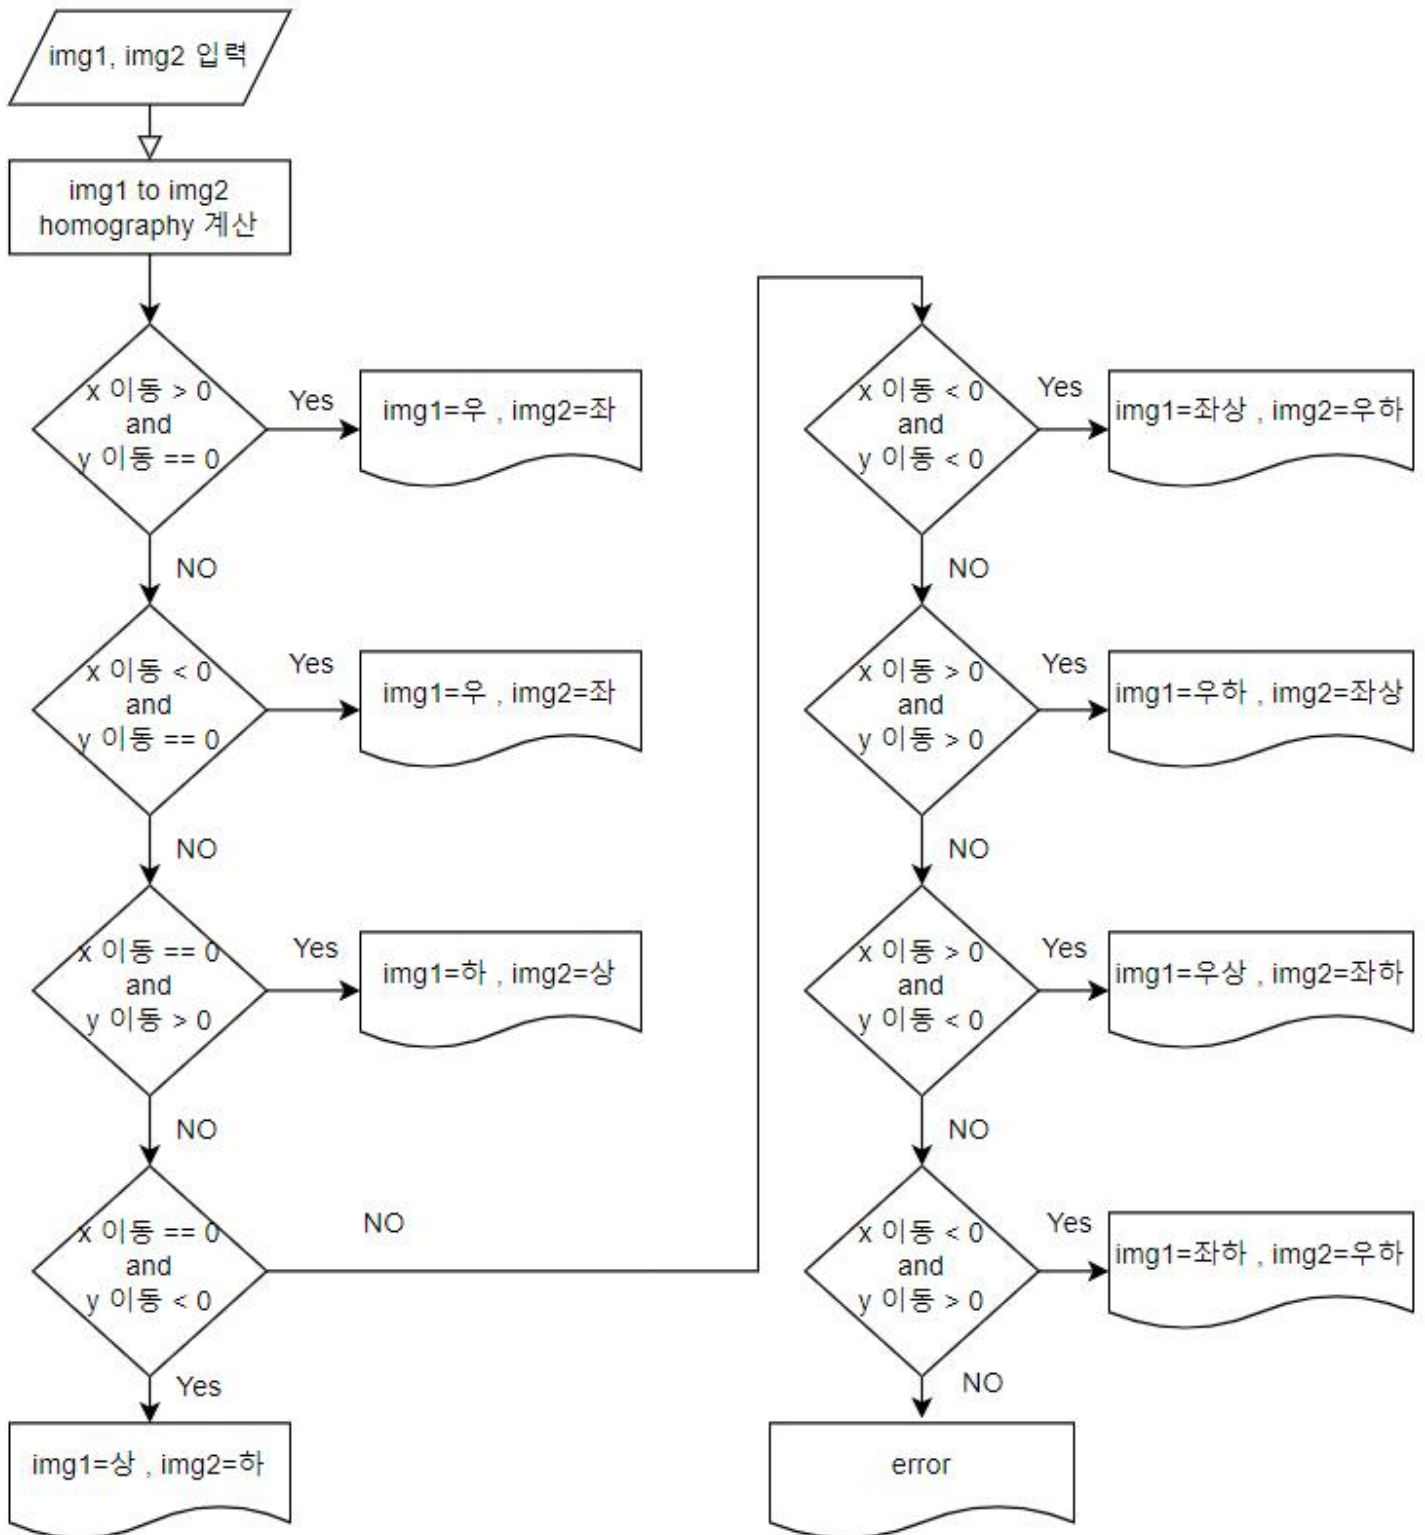 img1, img2 입력
img1 to img2
homography 계산
x 이동 > 0
and
y 이동 == 0
Yes
img1=우 , img2=좌
NO
x 이동 < 0
and
y 이동 == 0
Yes
img1=우 , img2=좌
NO
x 이동 == 0
and
y 이동 > 0
Yes
img1=하 , img2=상
NO
x 이동 == 0
and
y 이동 < 0
NO
Yes
img1=상 , img2=하
x 이동 < 0
and
y 이동 < 0
Yes
img1=좌상 , img2=우하
NO
x 이동 > 0
and
y 이동 > 0
Yes
img1=우하 , img2=좌상
NO
x 이동 > 0
and
y 이동 < 0
Yes
img1=우상 , img2=좌하
NO
x 이동 < 0
and
y 이동 > 0
Yes
img1=좌하 , img2=우하
NO
error